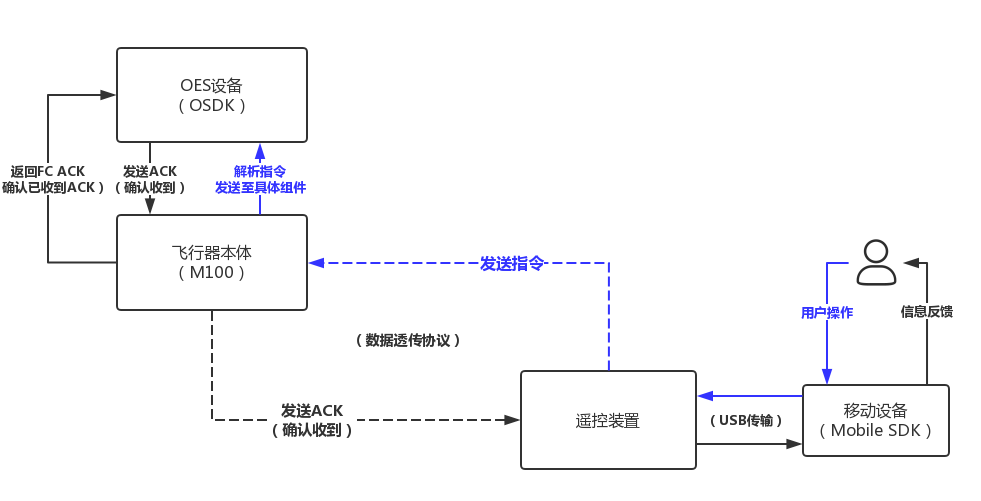 OES设备
（OSDK）
返回FC ACK
确认已收到ACK）
发送ACK
（确认收到）
解析指令
发送至具体组件
飞行器本体
（M100）
发送指令
用户操作
信息反馈
（数据透传协议）
发送ACK
（确认收到）
遥控装置
（USB传输）
移动设备
（Mobile SDK）